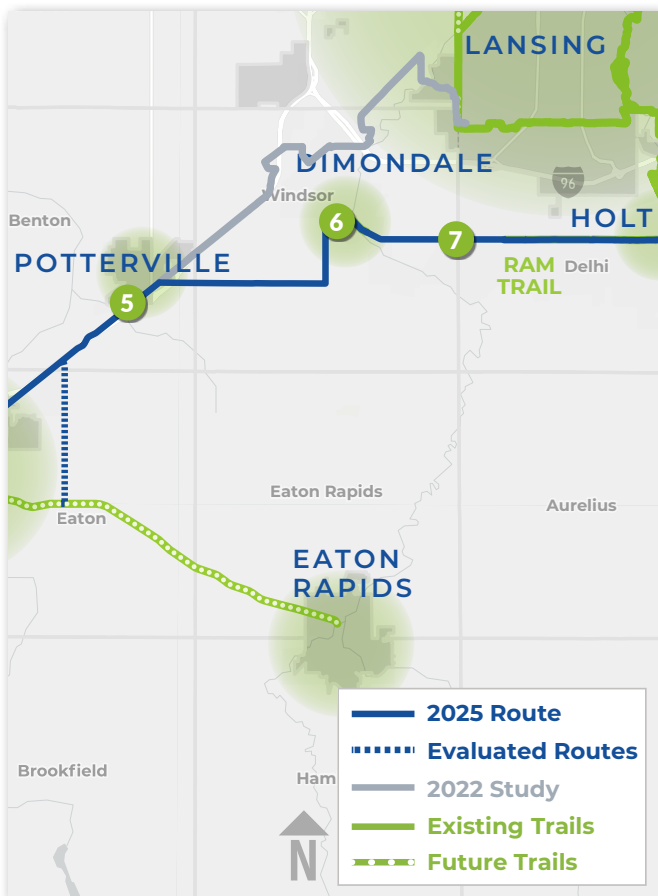 LANSING
DIMONDALE
96
Windsor
Benton
6
HOLT
7
POTTERVILLE
RAM
TRAIL
Delhi
5
Eaton Rapids
Aurelius
Eaton
EATON
RAPIDS
2025 Route
Evaluated Routes
Brookfield
Ham
2022 Study
Existing Trails
N
Future Trails